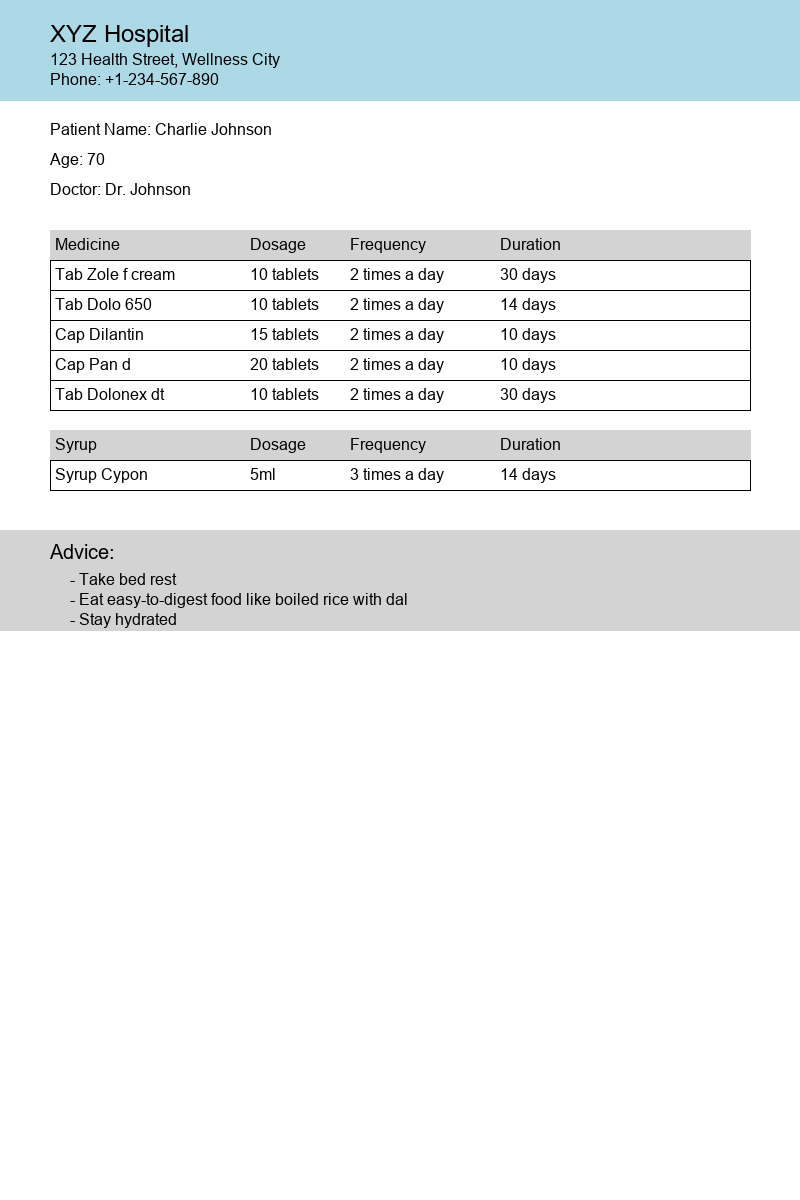 XYZ Hospital
123 Health Street, Wellness City
Phone: +1-234-567-890
Patient Name: Charlie Johnson
Age: 70
Doctor: Dr. Johnson
Medicine Dosage Frequency Duration
Tab Zole f cream 10 tablets 2 times a day 30 days
Tab Dolo 650 10 tablets 2 times a day 14 days
Cap Dilantin 15 tablets 2 times a day 10 days
Cap Pan d 20 tablets 2 times a day 10 days
Tab Dolonex dt 10 tablets 2 times a day 30 days
Syrup Dosage Frequency Duration
Syrup Cypon 5ml 3 times a day 14 days
Advice:
- Take bed rest
- Eat easy-to-digest food like boiled rice with dal
- Stay hydrated